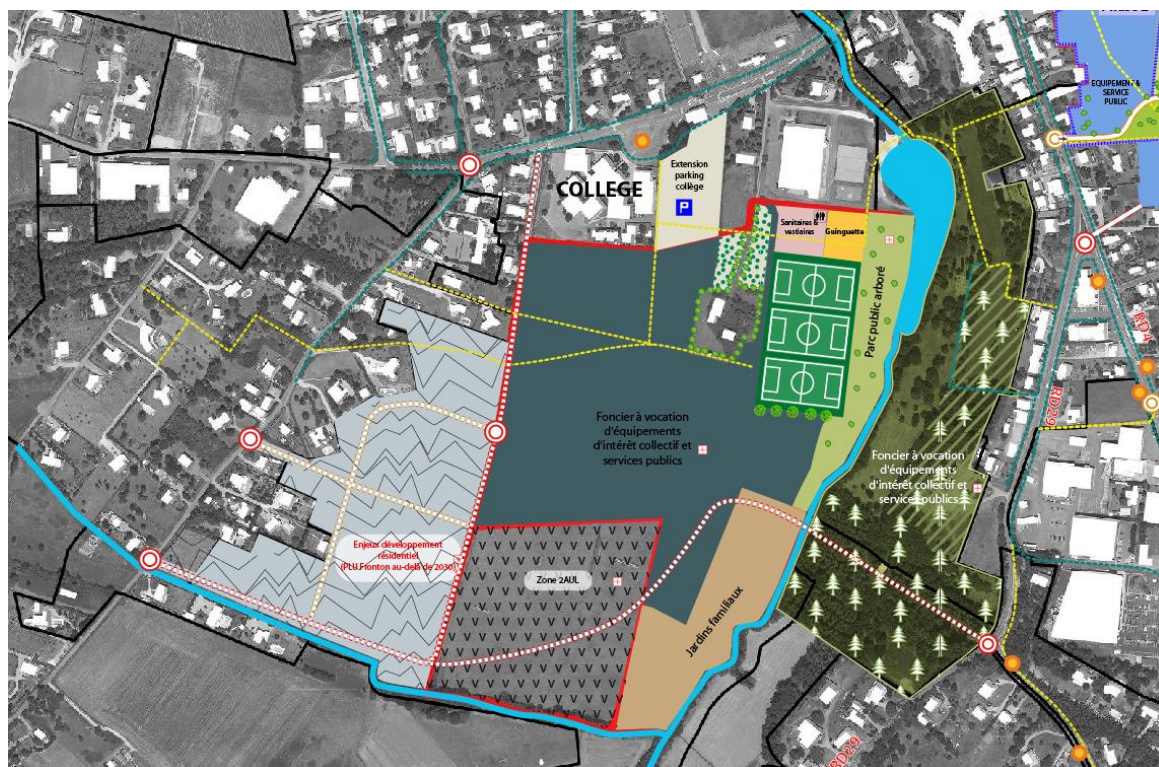 EQUIPEMENT &
SERVICE
PUBLIC
COLLEGE
Extension
parking
collège
P
Sanitaires &
vestiaires
Guinguette
Parc public arboré
RD4
RD29
Foncier à vocation
d'équipements
d'intérêt collectif et
services publics
Foncier à vocation
d'équipements
d'intérêt collectif et
services publics
Enjeux développement
résidentiel
(PLU Fronton au-delà de 2030)
Zone 2AUL
Jardins familiaux
RD29